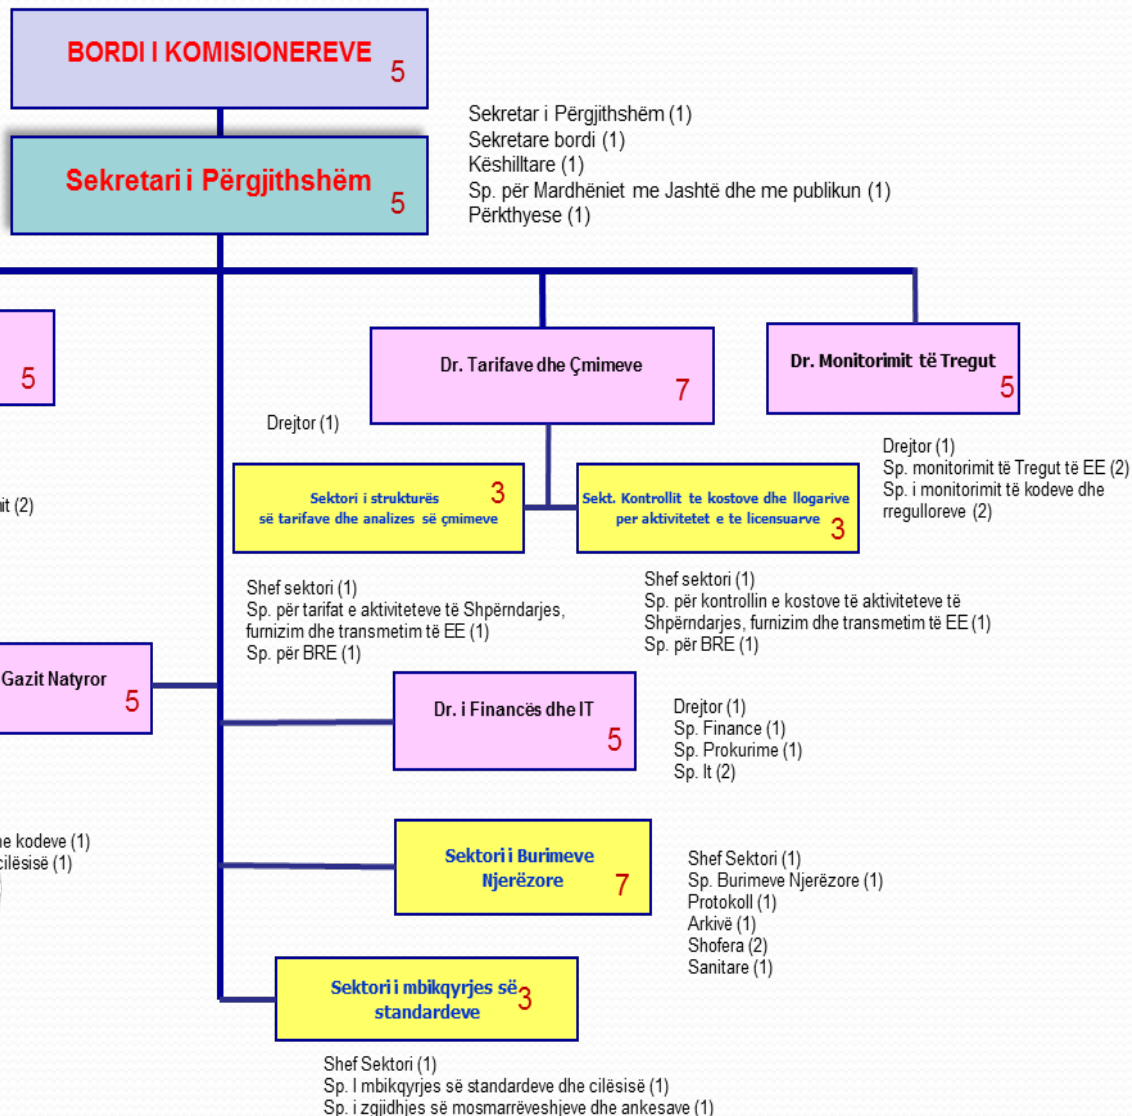 BORDI I KOMISIONEREVE
5
Sekretari i Përgjithshëm
5
Sekretar i Përgjithshëm (1)
Sekretare bordi (1)
Këshilltare (1)
Sp. për Mardhëniet me Jashtë dhe me publikun (1)
Përkthyese (1)
5
Dr. Tarifave dhe Çmimeve
7
Dr. Monitorimit të Tregut
5
Drejtor (1)
Drejtor (1)
Sp. monitorimit të Tregut të EE (2)
Sp. i monitorimit të kodeve dhe
rregulloreve (2)
(2)
Sektori i strukturës
së tarifave dhe analizes së çmimeve
3
Sekt. Kontrollit te kostove dhe llogarive
per aktivitetet e te licensuarve
3
Shef sektori (1)
Sp. për tarifat e aktiviteteve të Shpërndarjes,
furnizim dhe transmetim të EE (1)
Sp. për BRE (1)
Shef sektori (1)
Sp. për kontrollin e kostove të aktiviteteve të
Shpërndarjes, furnizim dhe transmetim të EE (1)
Sp. për BRE (1)
Gazit Natyror
5
Dr. i Financës dhe IT
5
Drejtor (1)
Sp. Finance (1)
Sp. Prokurime (1)
Sp. It (2)
kodeve (1)
cilësisë (1)
Sektori i Burimeve
Njerëzore
7
Shef Sektori (1)
Sp. Burimeve Njerëzore (1)
Protokoll (1)
Arkivë (1)
Shofera (2)
Sanitare (1)
Sektori i mbikqyrjes së
standardeve
3
Shef Sektori (1)
Sp. I mbikqyrjes së standardeve dhe cilësisë (1)
Sp. i zgjidhjes së mosmarrëveshjeve dhe ankesave (1)